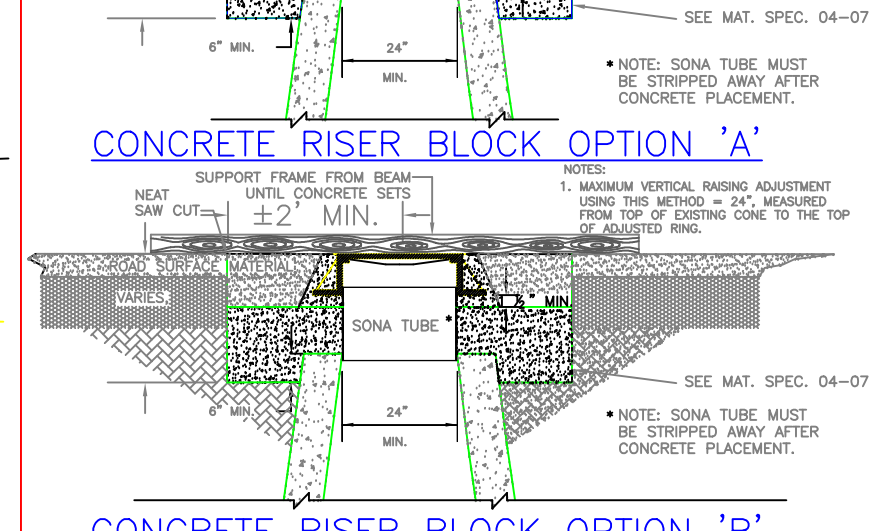 SEE MAT. SPEC. 04-07
6" MIN.
24"
MIN.
* NOTE: SONA TUBE MUST
BE STRIPPED AWAY AFTER
CONCRETE PLACEMENT.
CONCRETE RISER BLOCK OPTION 'A'
SUPPORT FRAME FROM BEAM
UNTIL CONCRETE SETS
NEAT
SAW CUT
±2' MIN.
NOTES:
1. MAXIMUM VERTICAL RAISING ADJUSTMENT
USING THIS METHOD = 24", MEASURED
FROM TOP OF EXISTING CONE TO THE TOP
OF ADJUSTED RING.
ROAD SURFACE MATERIAL
VARIES,
" MIN.
SONA TUBE *
SEE MAT. SPEC. 04-07
6" MIN.
24"
MIN.
* NOTE: SONA TUBE MUST
BE STRIPPED AWAY AFTER
CONCRETE PLACEMENT.
CONCRETE RISER BLOCK OPTION 'B'